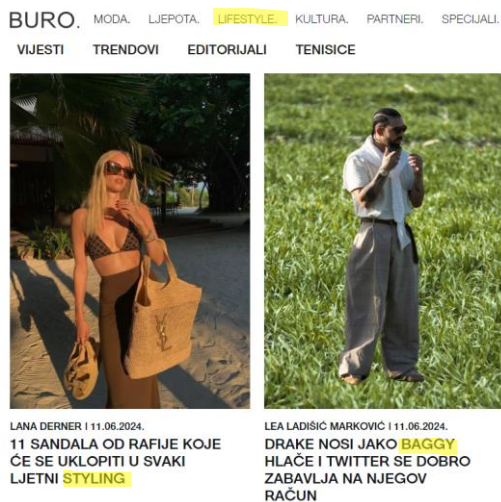 BURO. MODA. LJEPOTA. LIFESTYLE. KULTURA. PARTNERI. SPECIJALI.
VIJESTI TRENDOVI EDITORIJALI TENISICE
YSL
LANA DERNER I 11.06.2024.
11 SANDALA OD RAFIJE KOJE
ĆE SE UKLOPITI U SVAKI
LJETNI STYLING
LEA LADIŠIĆ MARKOVIĆ I 11.06.2024.
DRAKE NOSI JAKO BAGGY
HLAČE I TWITTER SE DOBRO
ZABAVLJA NA NJEGOV
RAČUN